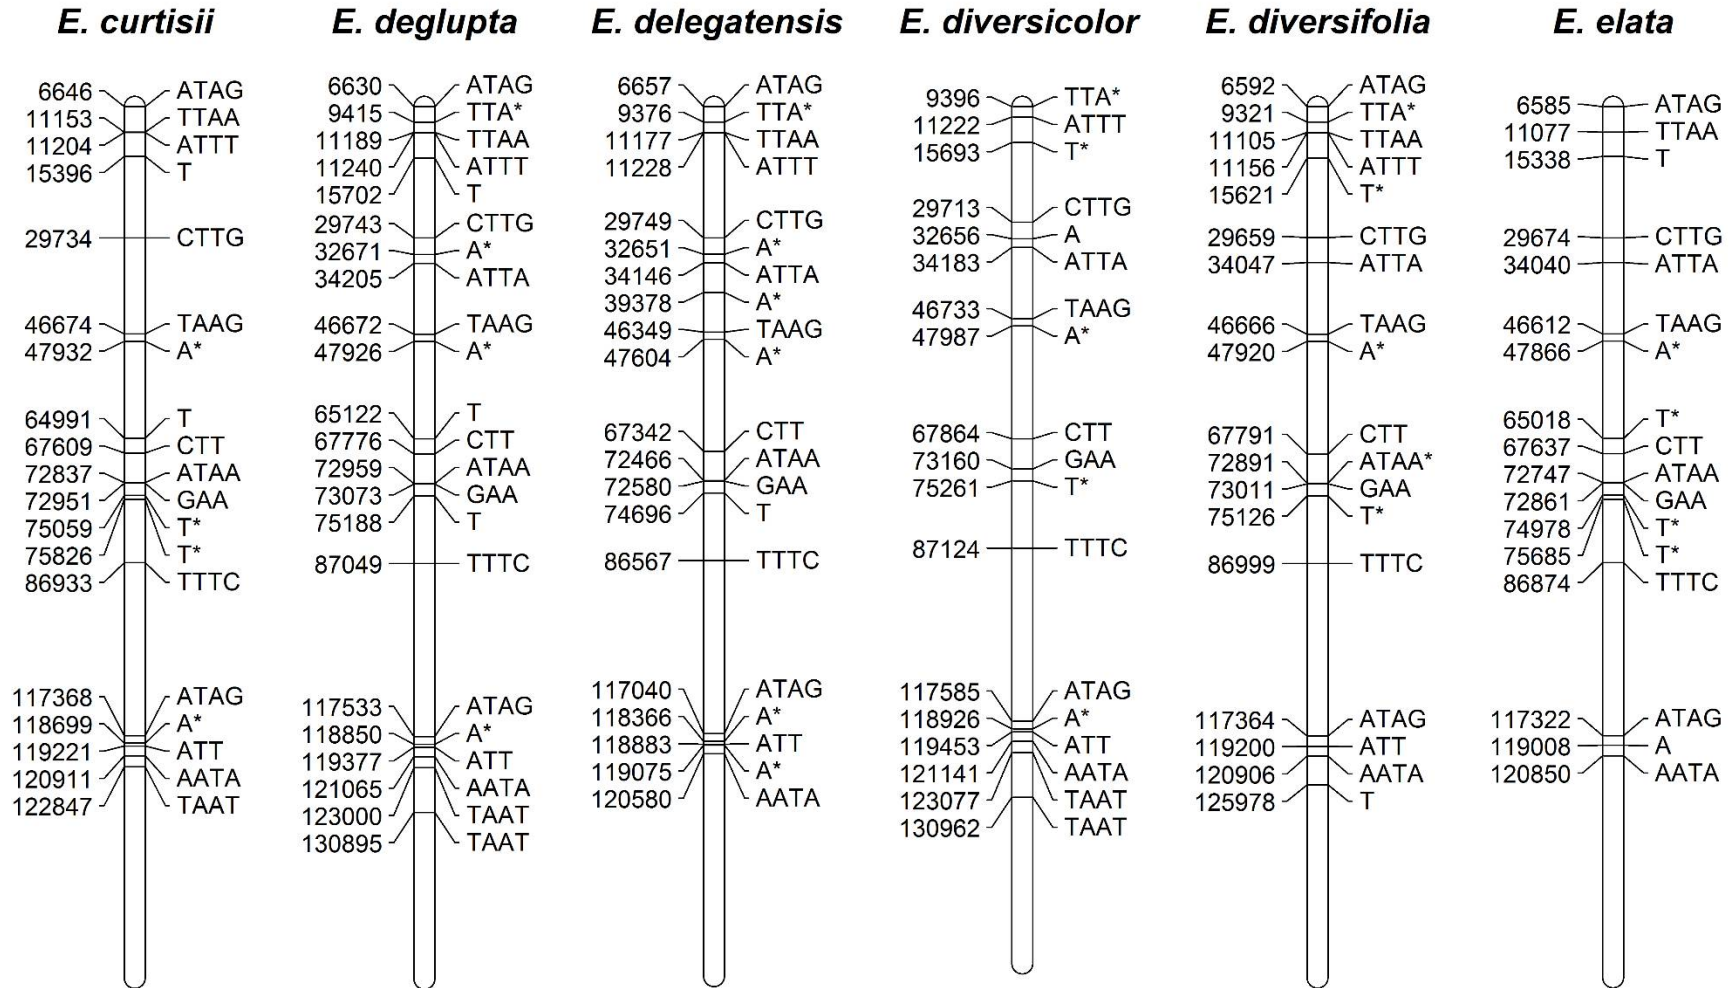 E. curtisii
6646 ATAG
11153 TTAA
11204 ATTT
15396 T
29734 CTTG
46674 TAAG
47932 A*
64991 T
67609 CTT
72837 ATAA
72951 GAA
75059 T*
75826 T*
86933 TTTC
117368 ATAG
118699 A*
119221 ATT
120911 AATA
122847 TAAT
E. deglupta
6630 ATAG
9415 TTA*
11189 TTAA
11240 ATTT
15702 T
29743 CTTG
32671 A*
34205 ATTA
46672 TAAG
47926 A*
65122 T
67776 CTT
72959 ATAA
73073 GAA
75188 T
87049 TTTC
117533 ATAG
118850 A*
119377 ATT
121065 AATA
123000 TAAT
130895 TAAT
E. delegatensis
6657 ATAG
9376 TTA*
11177 TTAA
11228 ATTT
29749 CTTG
32651 A*
34146 ATTA
39378 A*
46349 TAAG
47604 A*
67342 CTT
72466 ATAA
72580 GAA
74696 T
86567 TTTC
117040 ATAG
118366 A*
118883 ATT
119075 A*
120580 AATA
E. diversicolor
9396 TTA*
11222 ATTT
15693 T*
29713 CTTG
32656 A
34183 ATTA
46733 TAAG
47987 A*
67864 CTT
73160 GAA
75261 T*
87124 TTTC
117585 ATAG
118926 A*
119453 ATT
121141 AATA
123077 TAAT
130962 TAAT
E. diversifolia
6592 ATAG
9321 TTA*
11105 TTAA
11156 ATTT
15621 T*
29659 CTTG
34047 ATTA
46666 TAAG
47920 A*
67791 CTT
72891 ATAA*
73011 GAA
75126 T*
86999 TTTC
117364 ATAG
119200 ATT
120906 AATA
125978 T
E. elata
6585 ATAG
11077 TTAA
15338 T
29674 CTTG
34040 ATTA
46612 TAAG
47866 A*
65018 T*
67637 CTT
72747 ATAA
72861 GAA
74978 T*
75685 T*
86874 TTTC
117322 ATAG
119008 A
120850 AATA